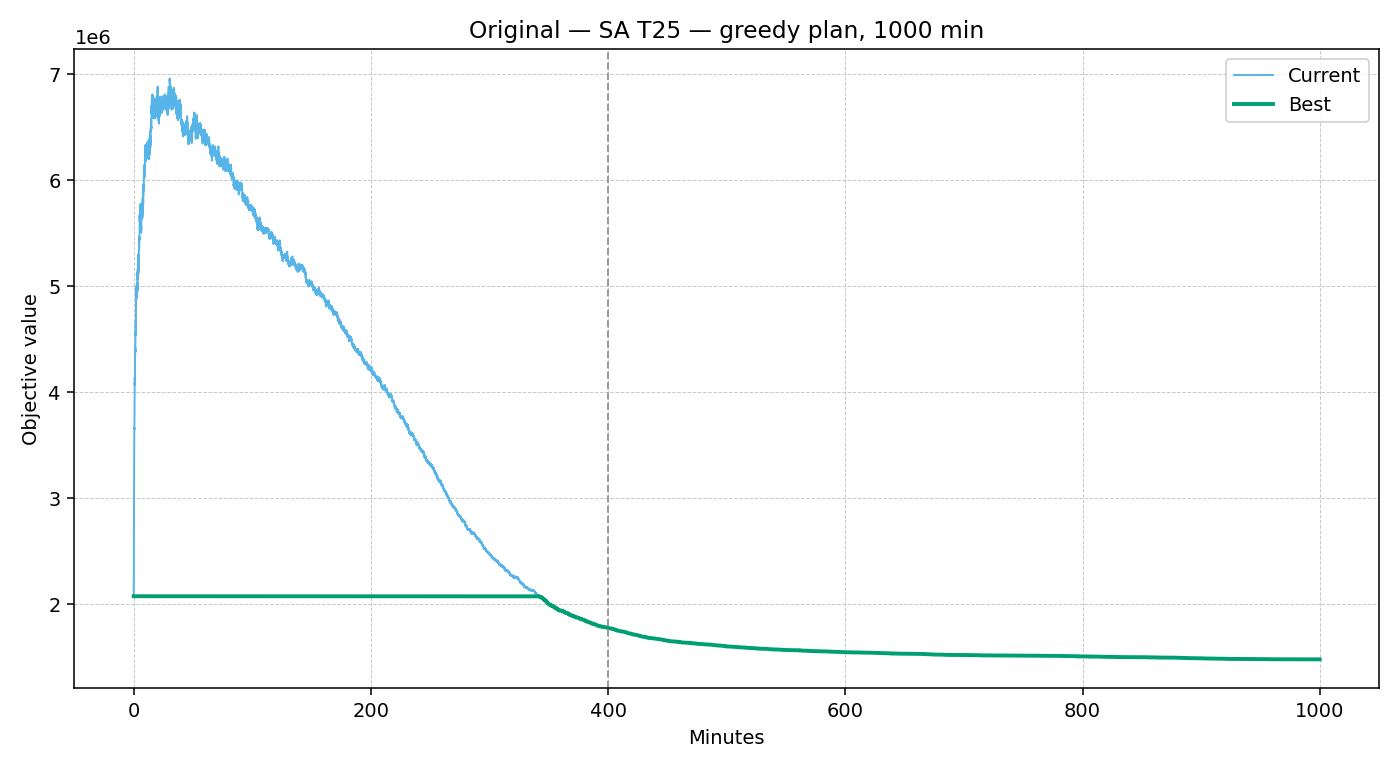 Original — SA T25 — greedy plan, 1000 min
1e6
7
6
5
4
3
2
Objective value
Current
Best
0 200 400 600 800 1000
Minutes